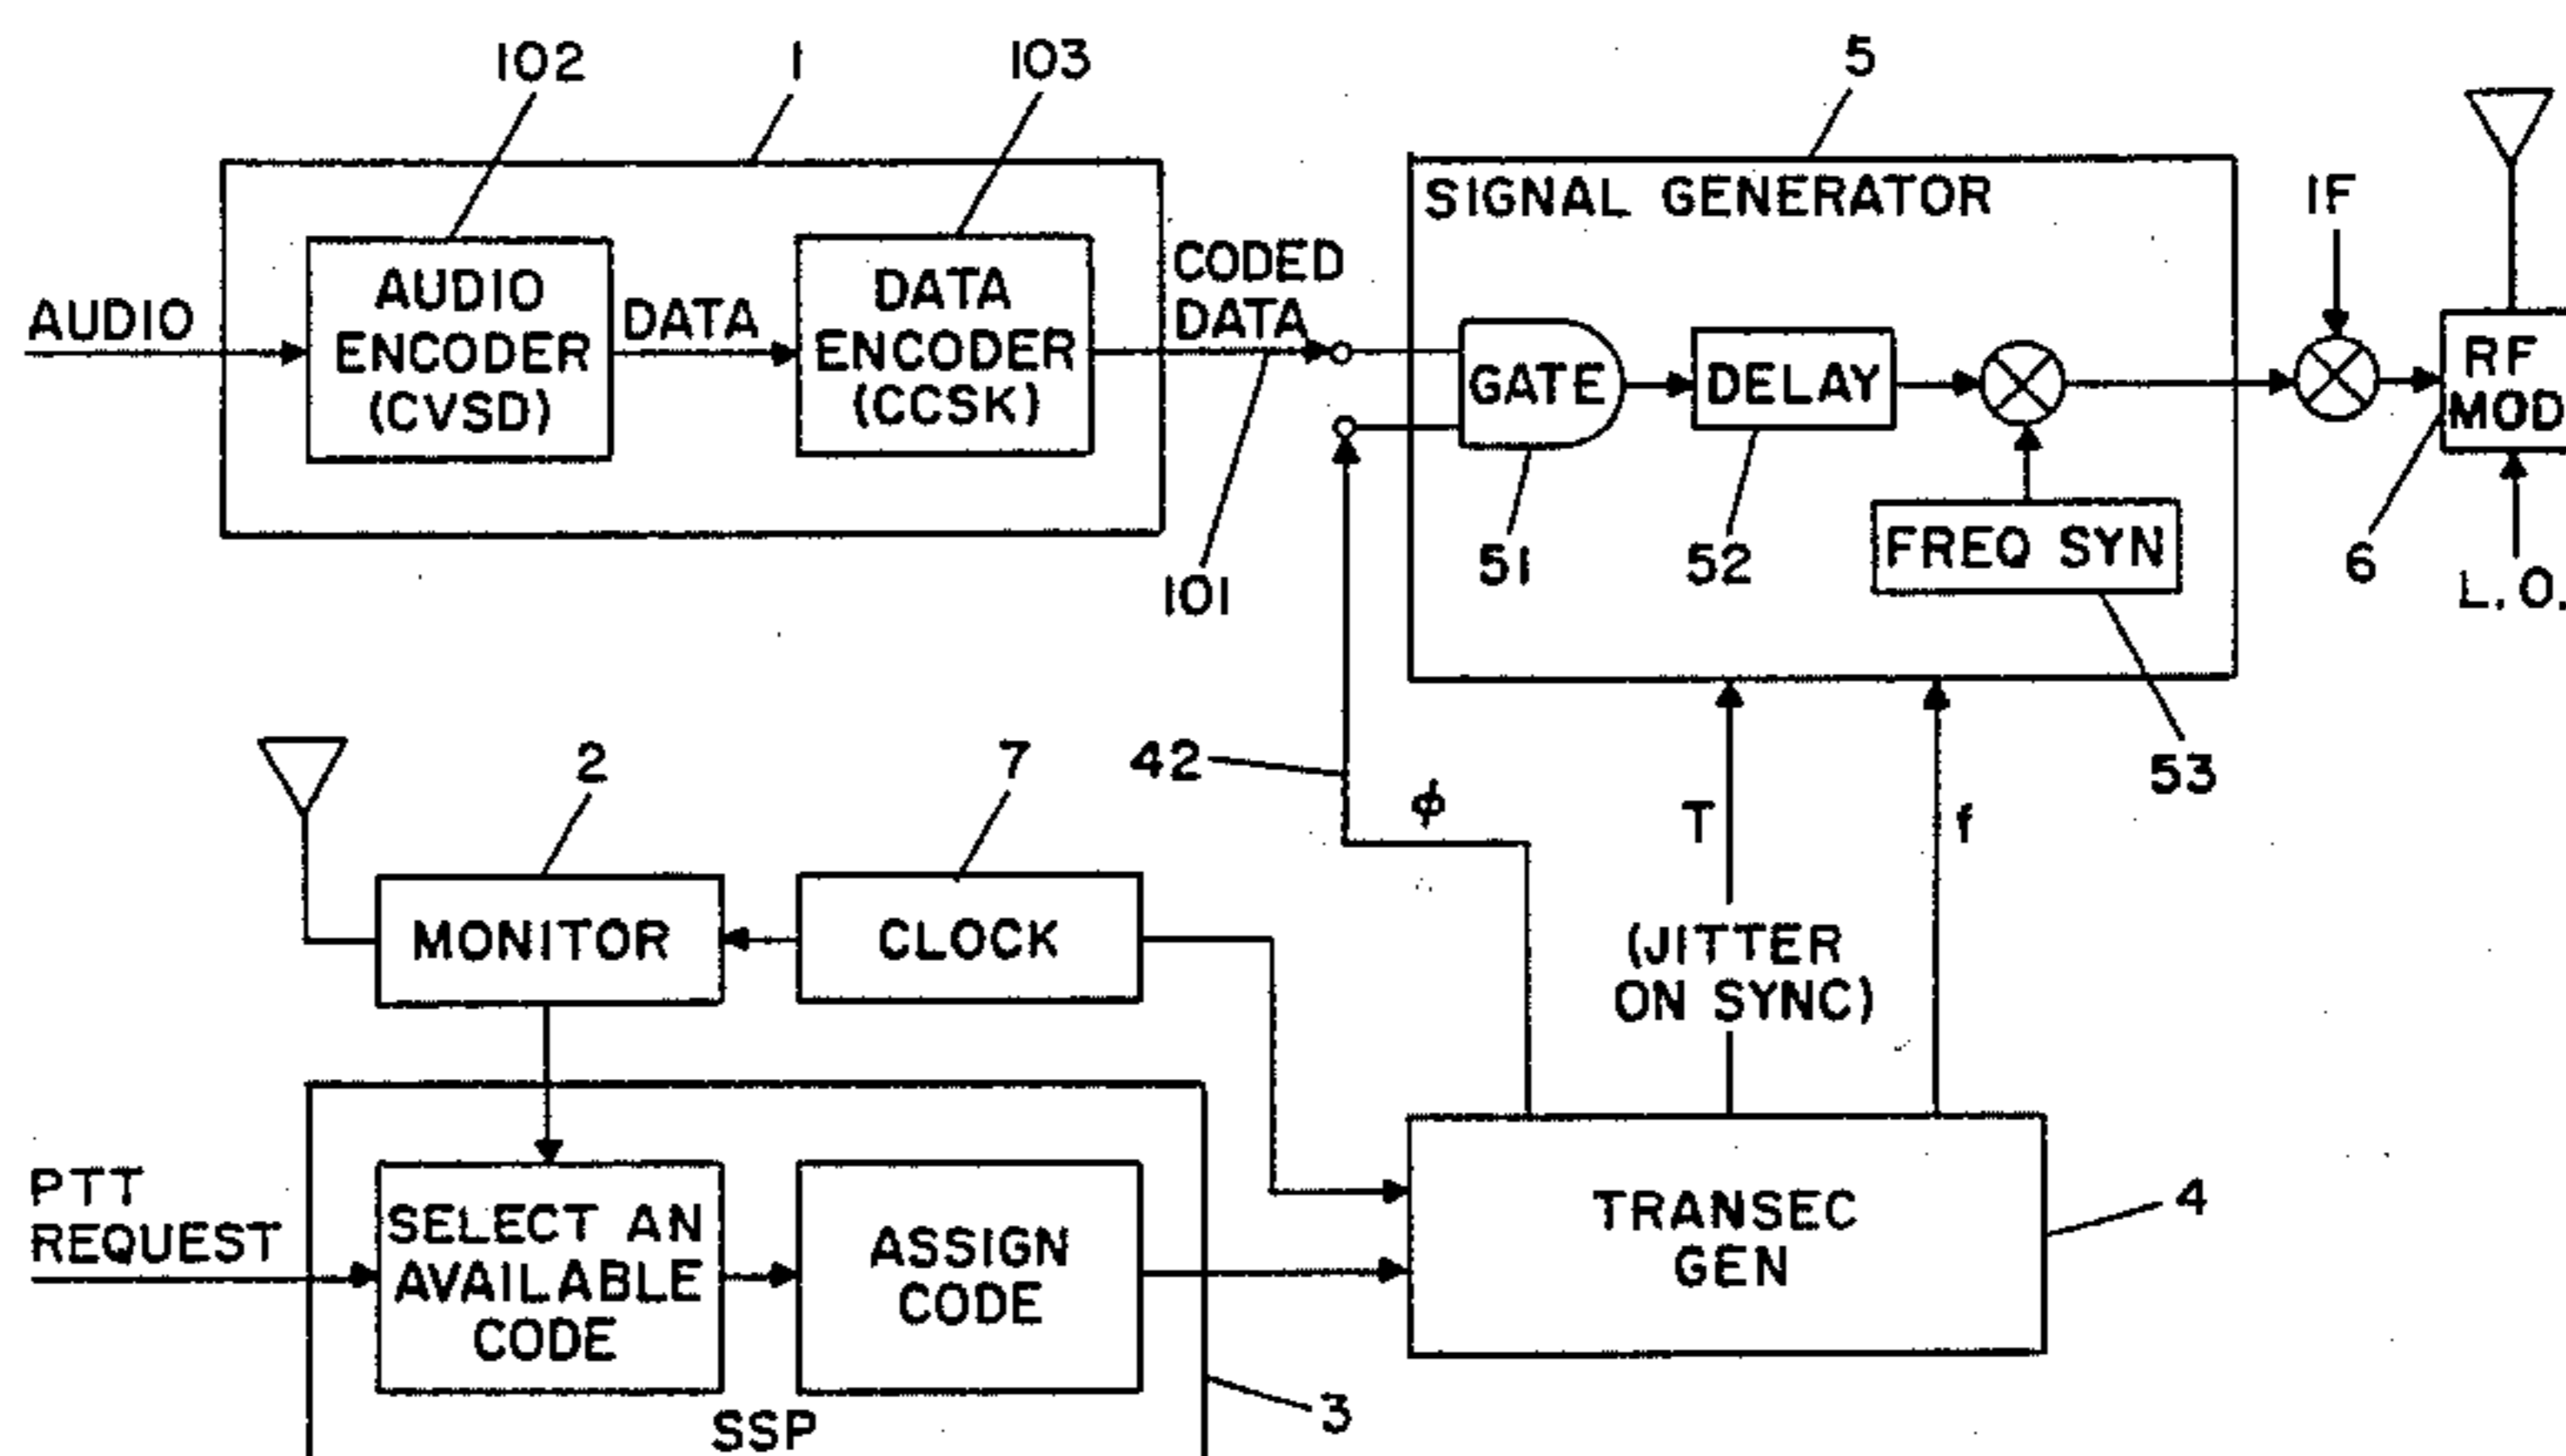 102
1
103
5
SIGNAL GENERATOR
IF
AUDIO
AUDIO
ENCODER
(CVSD)
DATA
DATA
ENCODER
(CCSK)
CODED
DATA
GATE
DELAY
RF
MOD
101
51
52
FREQ SYN
6
L.O.
53
2
7
42
φ
T
f
MONITOR
CLOCK
(JITTER
ON SYNC)
PTT
REQUEST
SELECT AN
AVAILABLE
CODE
ASSIGN
CODE
TRANSEC
GEN
4
3
SSP